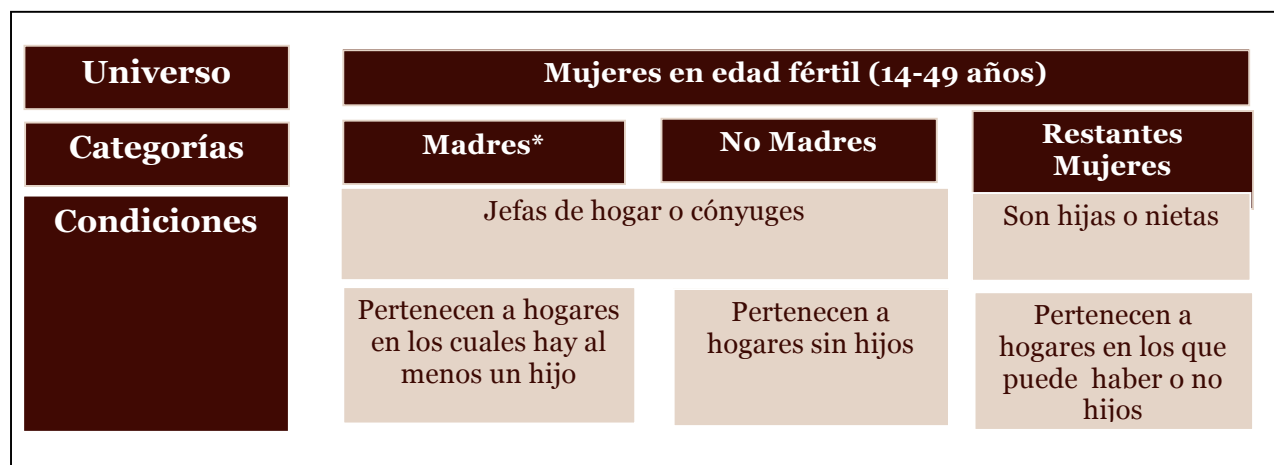 Universo
Mujeres en edad fértil (14-49 años)
Categorías
Madres*
No Madres
Restantes
Mujeres
Condiciones
Jefas de hogar o cónyuges
Son hijas o nietas
Pertenecen a hogares
en los cuales hay al
menos un hijo
Pertenecen a
hogares sin hijos
Pertenecen a
hogares en los que
puede haber o no
hijos